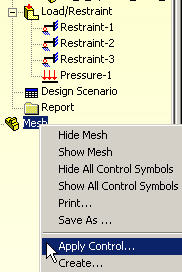 Load/Restraint
Restraint-1
Restraint-2
Restraint-3
Pressure-1
Design Scenario
Report
Mesh
Hide Mesh
Show Mesh
Hide All Control Symbols
Show All Control Symbols
Print...
Save As ...
Apply Control...
Create...